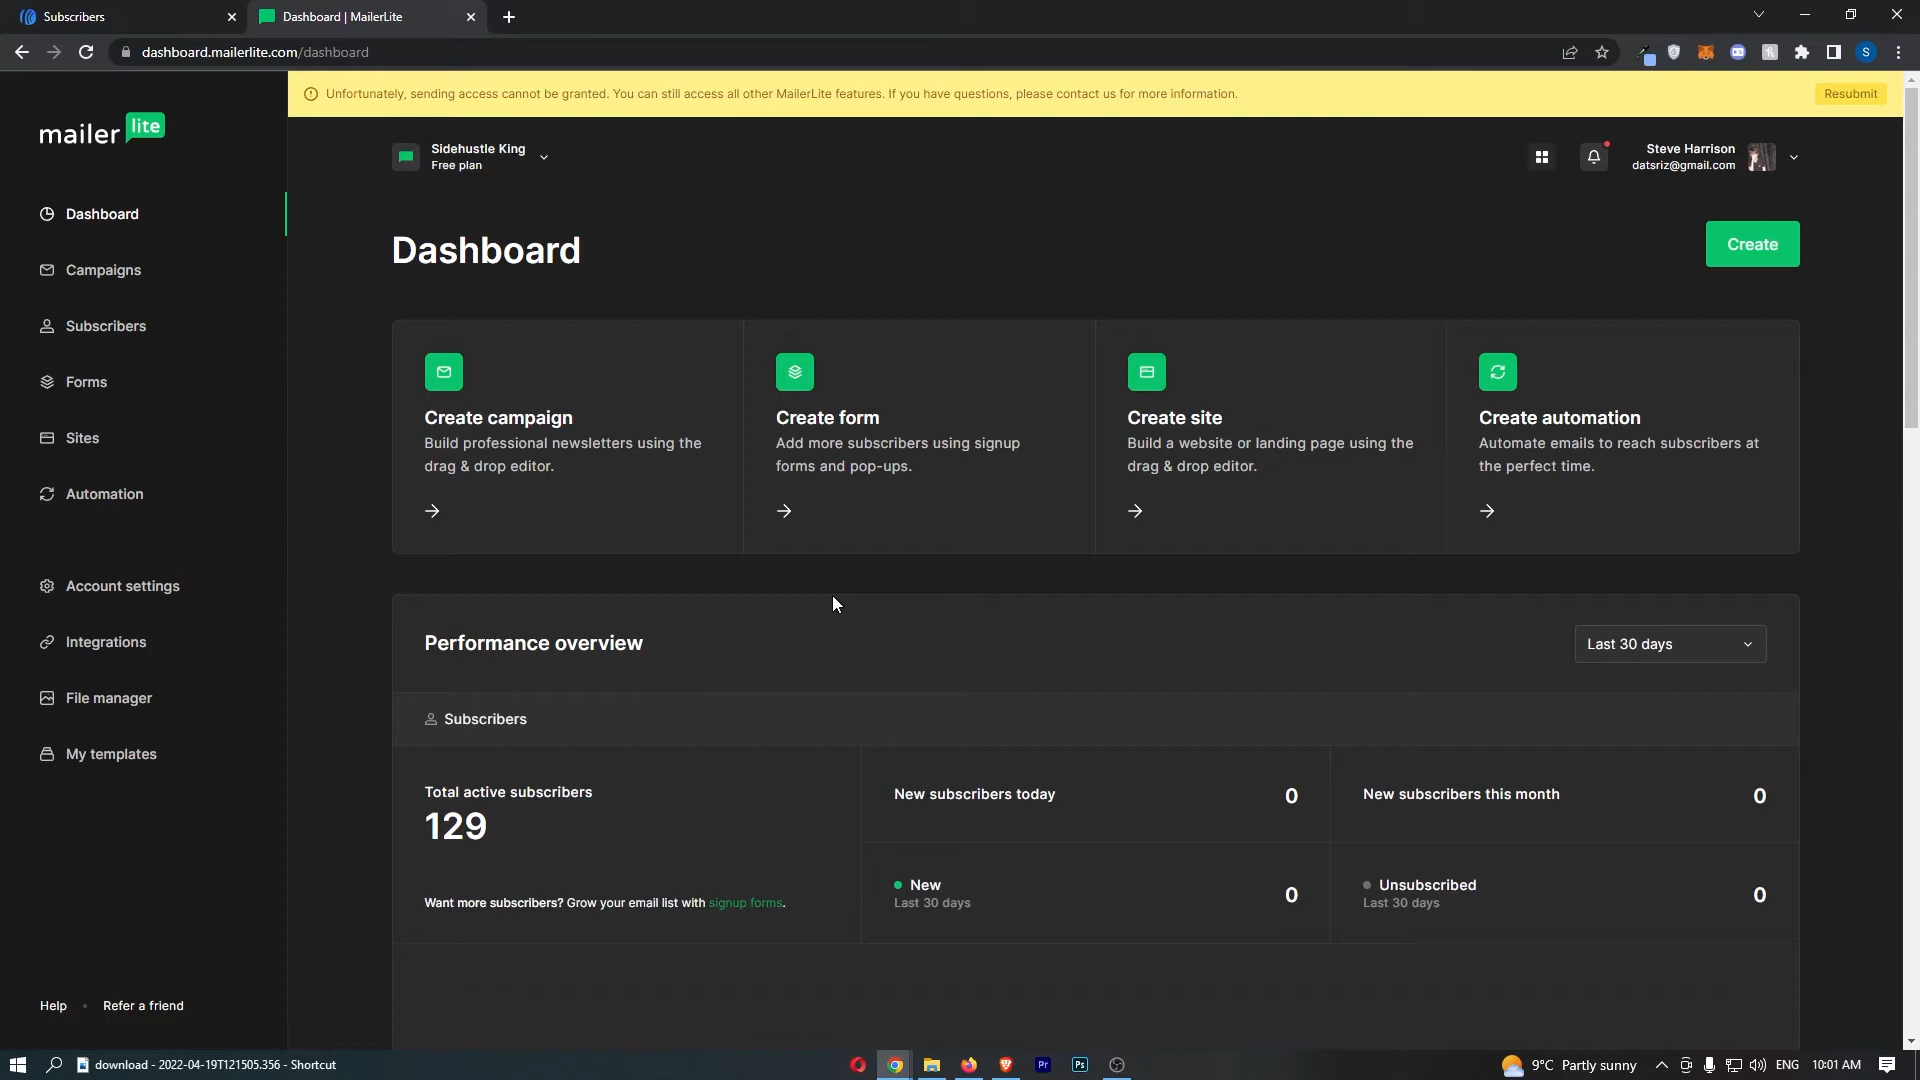 Subscribers
Dashboard | MailerLite
dashboard.mailerlite.com/dashboard
S
Unfortunately, sending access cannot be granted. You can still access all other MailerLite features. If you have questions, please contact us for more information.
Resubmit
mailer lite
Sidehustle King
Free plan
Steve Harrison
datsriz@gmail.com
Dashboard
Campaigns
Subscribers
Forms
Sites
Automation
Account settings
Integrations
File manager
My templates
Help • Refer a friend
Dashboard
Create
Create campaign
Build professional newsletters using the
drag & drop editor.
Create form
Add more subscribers using signup
forms and pop-ups.
Create site
Build a website or landing page using the
drag & drop editor.
Create automation
Automate emails to reach subscribers at
the perfect time.
Performance overview
Last 30 days
Subscribers
Total active subscribers
129
Want more subscribers? Grow your email list with signup forms.
New subscribers today 0
New subscribers this month 0
New 0
Last 30 days
Unsubscribed 0
Last 30 days
download - 2022-04-19T121505.356 - Shortcut
Pr
Ps
9°C Partly sunny
ENG
10:01 AM